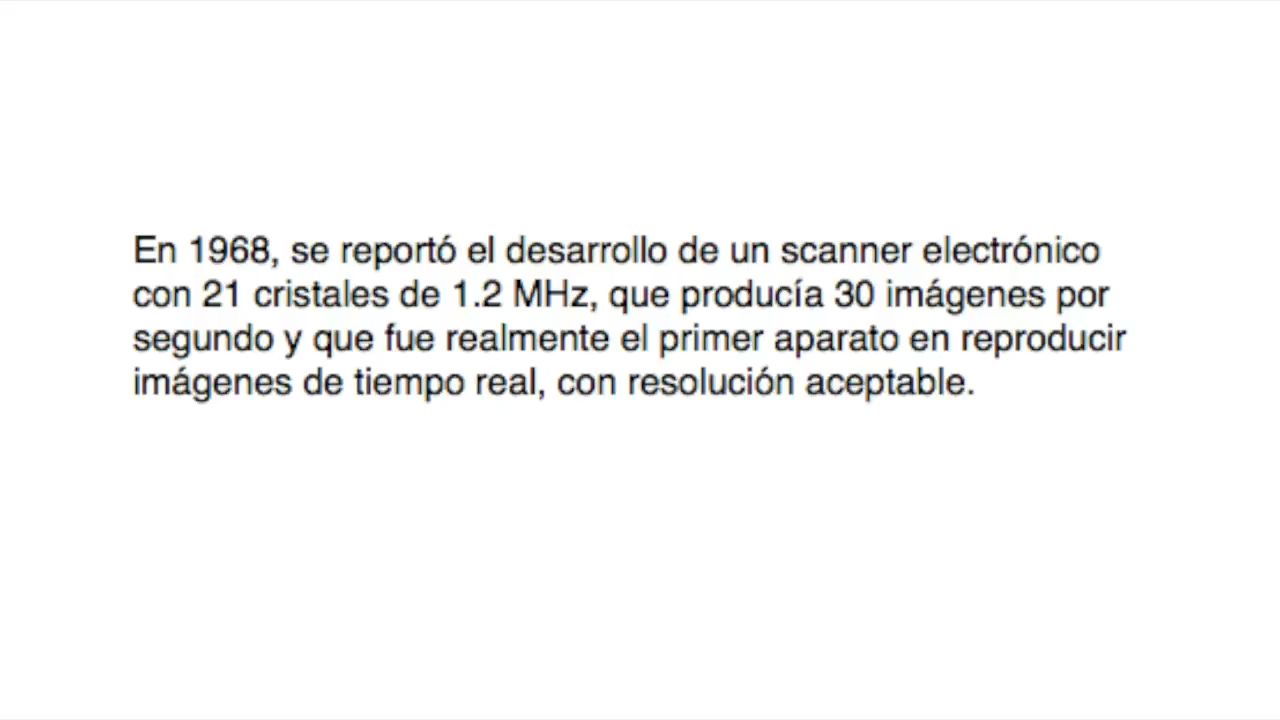 En 1968, se reportó el desarrollo de un scanner electrónico
con 21 cristales de 1.2 MHz, que producía 30 imágenes por
segundo y que fue realmente el primer aparato en reproducir
imágenes de tiempo real, con resolución aceptable.